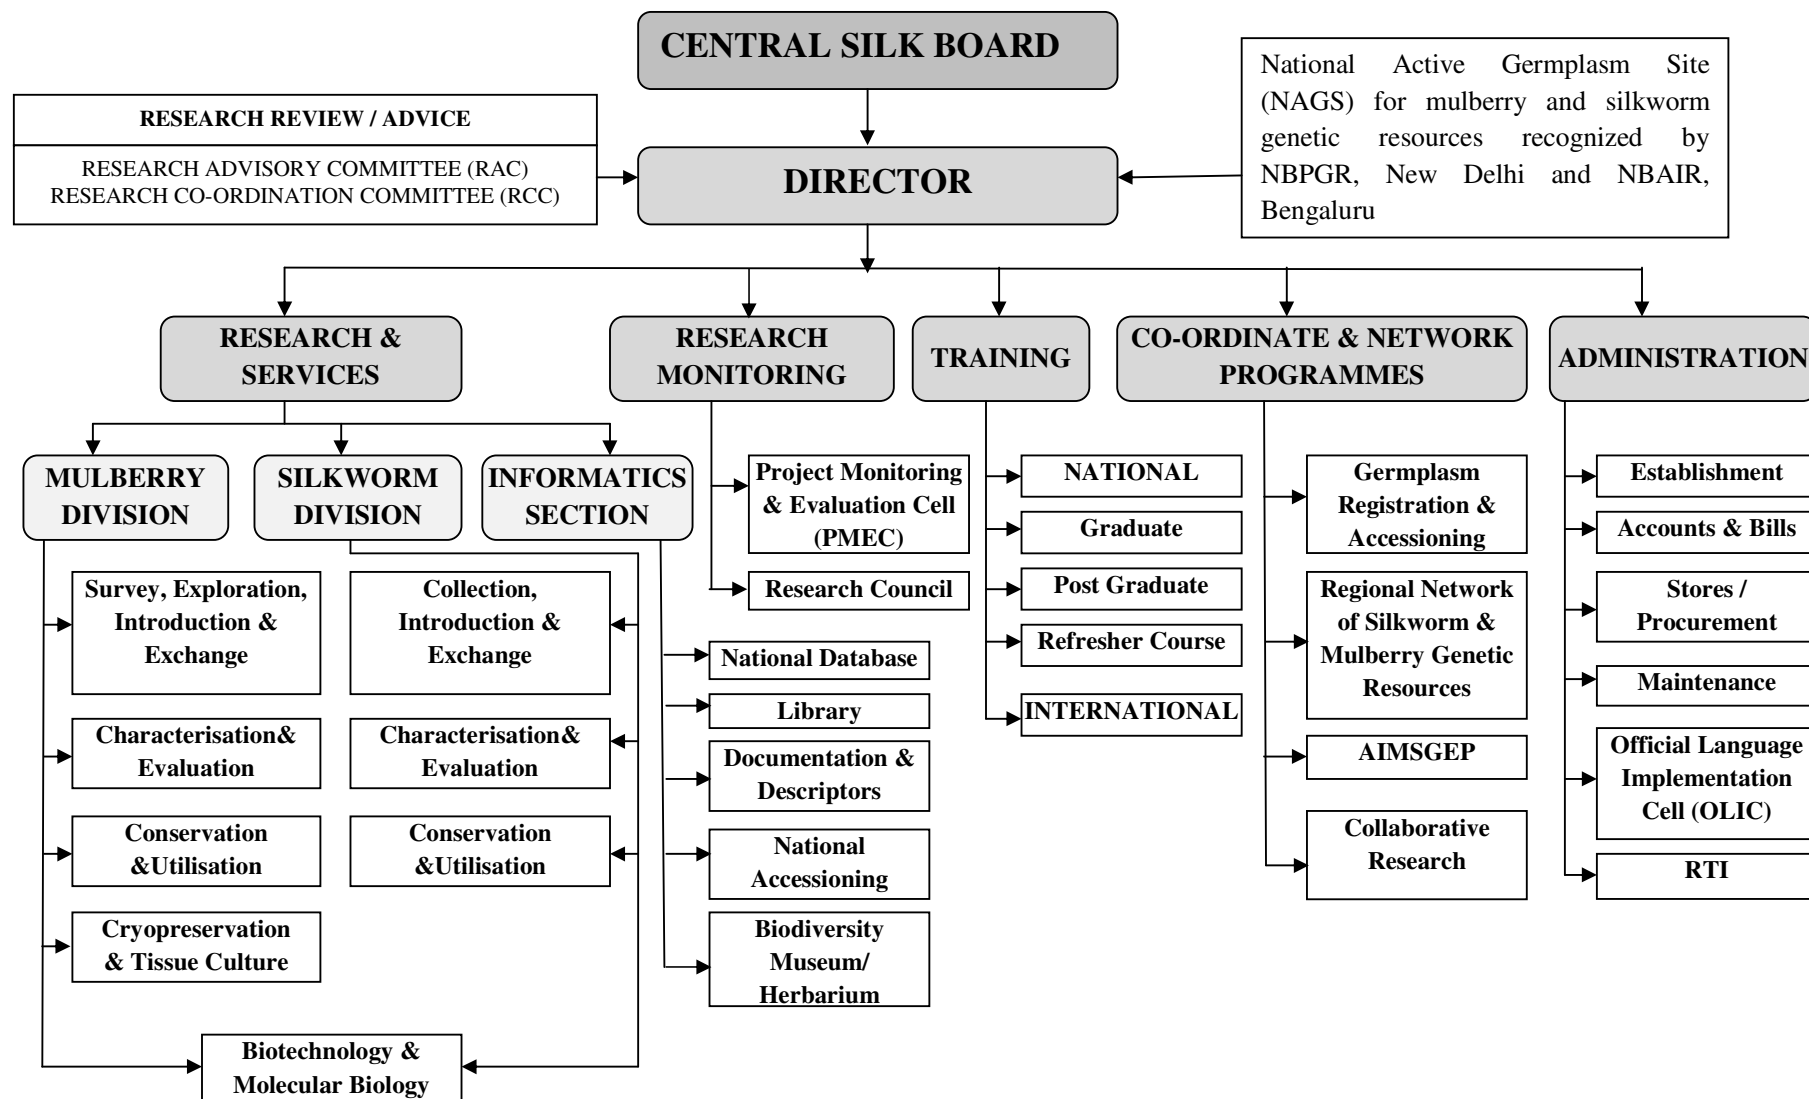 CENTRAL SILK BOARD
RESEARCH REVIEW / ADVICE
RESEARCH ADVISORY COMMITTEE (RAC)
RESEARCH CO-ORDINATION COMMITTEE (RCC)
DIRECTOR
National Active Germplasm Site
(NAGS) for mulberry and silkworm
genetic resources recognized by
NBPGR, New Delhi and NBAIR,
Bengaluru
RESEARCH &
SERVICES
RESEARCH
MONITORING
TRAINING
CO-ORDINATE & NETWORK
PROGRAMMES
ADMINISTRATION
MULBERRY
DIVISION
SILKWORM
DIVISION
INFORMATICS
SECTION
Survey, Exploration,
Introduction &
Exchange
Characterisation&
Evaluation
Conservation
&Utilisation
Cryopreservation
& Tissue Culture
Collection,
Introduction &
Exchange
Characterisation&
Evaluation
Conservation
&Utilisation
Biotechnology &
Molecular Biology
Project Monitoring
& Evaluation Cell
(PMEC)
Research Council
National Database
Library
Documentation &
Descriptors
National
Accessioning
Biodiversity
Museum/
Herbarium
NATIONAL
Graduate
Post Graduate
Refresher Course
INTERNATIONAL
Germplasm
Registration &
Accessioning
Regional Network
of Silkworm &
Mulberry Genetic
Resources
AIMSGEP
Collaborative
Research
Establishment
Accounts & Bills
Stores /
Procurement
Maintenance
Official Language
Implementation
Cell (OLIC)
RTI